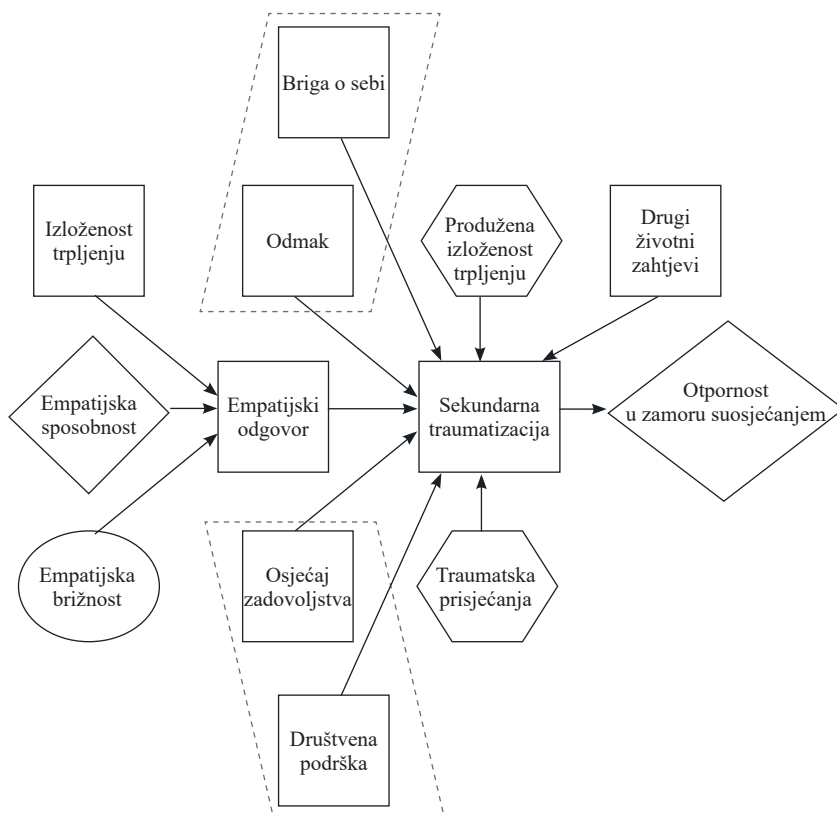 Briga o sebi
Izloženost
trpljenju
Odmak
Produžena
izloženost
trpljenju
Drugi
životni
zahtjevi
Empatijska
sposobnost
Empatijski
odgovor
Sekundarna
traumatizacija
Otpornost
u zamoru suosjećanjem
Empatijska
brižnost
Osjećaj
zadovoljstva
Traumatska
prisjećanja
Društvena
podrška